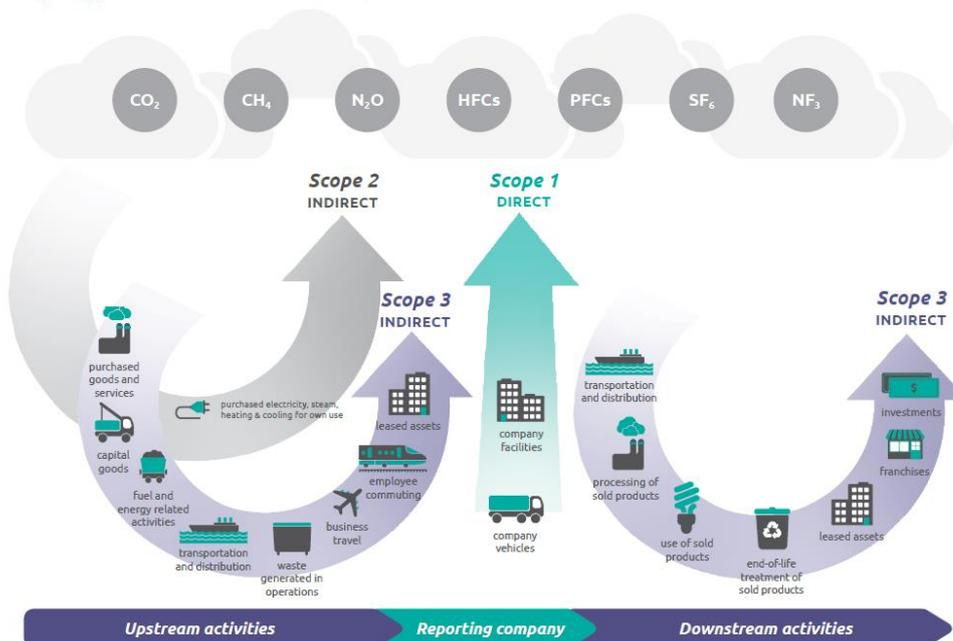 CO₂
CH₄
N₂O
HFCs
PFCs
SF₆
NF₃
Scope 2
INDIRECT
Scope 1
DIRECT
Scope 3
INDIRECT
Scope 3
INDIRECT
purchased
goods and
services
capital
goods
fuel and
energy related
activities
transportation
and distribution
waste
generated in
operations
business
travel
employee
commuting
leased assets
purchased electricity, steam,
heating & cooling for own use
company
facilities
company
vehicles
transportation
and distribution
processing of
sold products
use of sold
products
end-of-life
treatment of
sold products
leased assets
franchises
$
investments
Upstream activities
Reporting company
Downstream activities